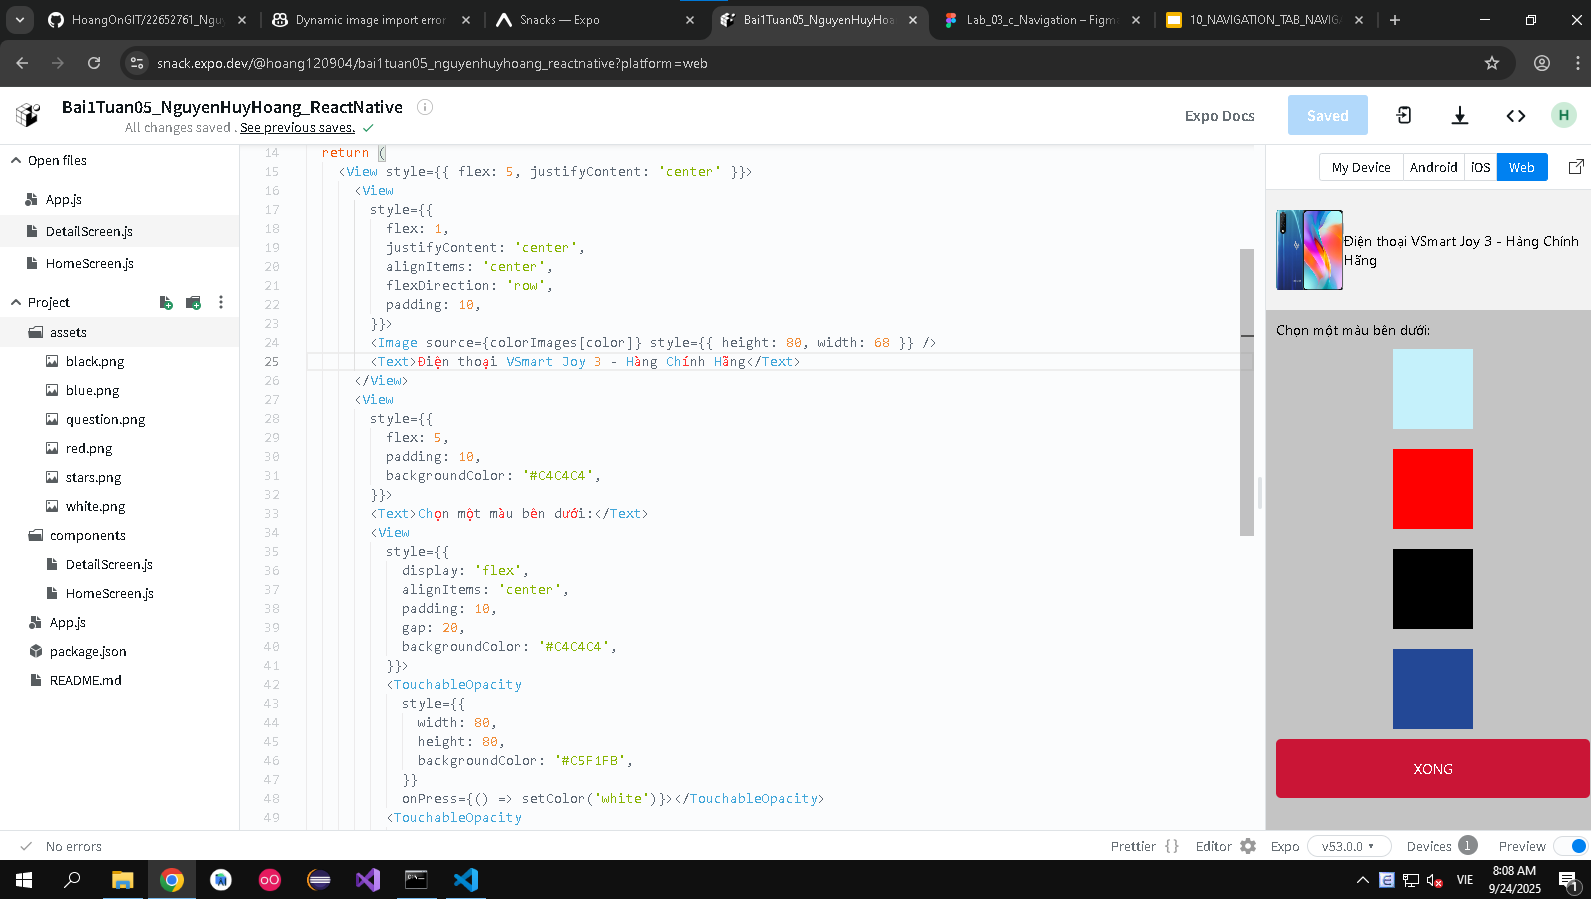 HoangOnGIT/22652761_Nguy
Dynamic image import error
Snacks — Expo
Bai1Tuan05_NguyenHuyHoa
Lab_03_c_Navigation – Figm
10_NAVIGATION_TAB_NAVIG
snack.expo.dev/@hoang120904/bai1tuan05_nguyenhuyhoang_reactnative?platform=web
Bai1Tuan05_NguyenHuyHoang_ReactNative
All changes saved. See previous saves.
Expo Docs
Saved
H
Open files
App.js
DetailScreen.js
HomeScreen.js
Project
assets
black.png
blue.png
question.png
red.png
stars.png
white.png
components
DetailScreen.js
HomeScreen.js
App.js
package.json
README.md
14 return (
15 <View style={{ flex: 5, justifyContent: 'center' }}>
16 <View
17 style={{
18 flex: 1,
19 justifyContent: 'center',
20 alignItems: 'center',
21 flexDirection: 'row',
22 padding: 10,
23 }}>
24 <Image source={colorImages[color]} style={{ height: 80, width: 68 }} />
25 <Text>Điện thoại VSmart Joy 3 - Hàng Chính Hãng</Text>
26 </View>
27 <View
28 style={{
29 flex: 5,
30 padding: 10,
31 backgroundColor: '#C4C4C4',
32 }}>
33 <Text>Chọn một màu bên dưới:</Text>
34 <View
35 style={{
36 display: 'flex',
37 alignItems: 'center',
38 padding: 10,
39 gap: 20,
40 backgroundColor: '#C4C4C4',
41 }}>
42 <TouchableOpacity
43 style={{
44 width: 80,
45 height: 80,
46 backgroundColor: '#C5F1FB',
47 }}
48 onPress={() => setColor('white')}></TouchableOpacity>
49 <TouchableOpacity
My Device
Android
iOS
Web
Điện thoại VSmart Joy 3 - Hàng Chính
Hãng
Chọn một màu bên dưới:
XONG
No errors
Prettier { }
Editor
Expo
v53.0.0
Devices 1
Preview
VIE
8:08 AM
9/24/2025
1